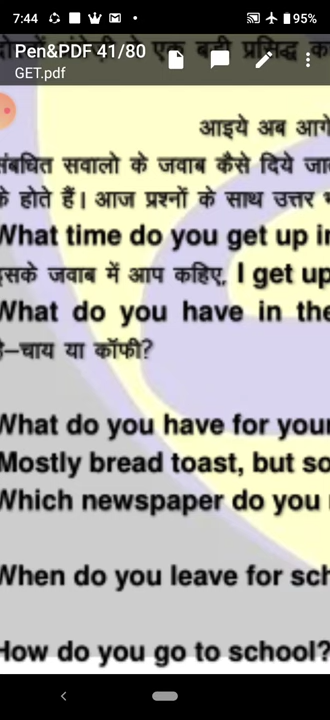 7:44 95%
Pen&PDF 41/80
GET.pdf
आइये अब आगे
संबधित सवालो के जवाब कैसे दिये जा
के होते हैं। आज प्रश्नों के साथ उत्तर
What time do you get up in
इसके जवाब में आप कहिए, I get up
What do you have in the
है–चाय या कॉफी?
What do you have for your
Mostly bread toast, but so
Which newspaper do you
When do you leave for sch
How do you go to school?